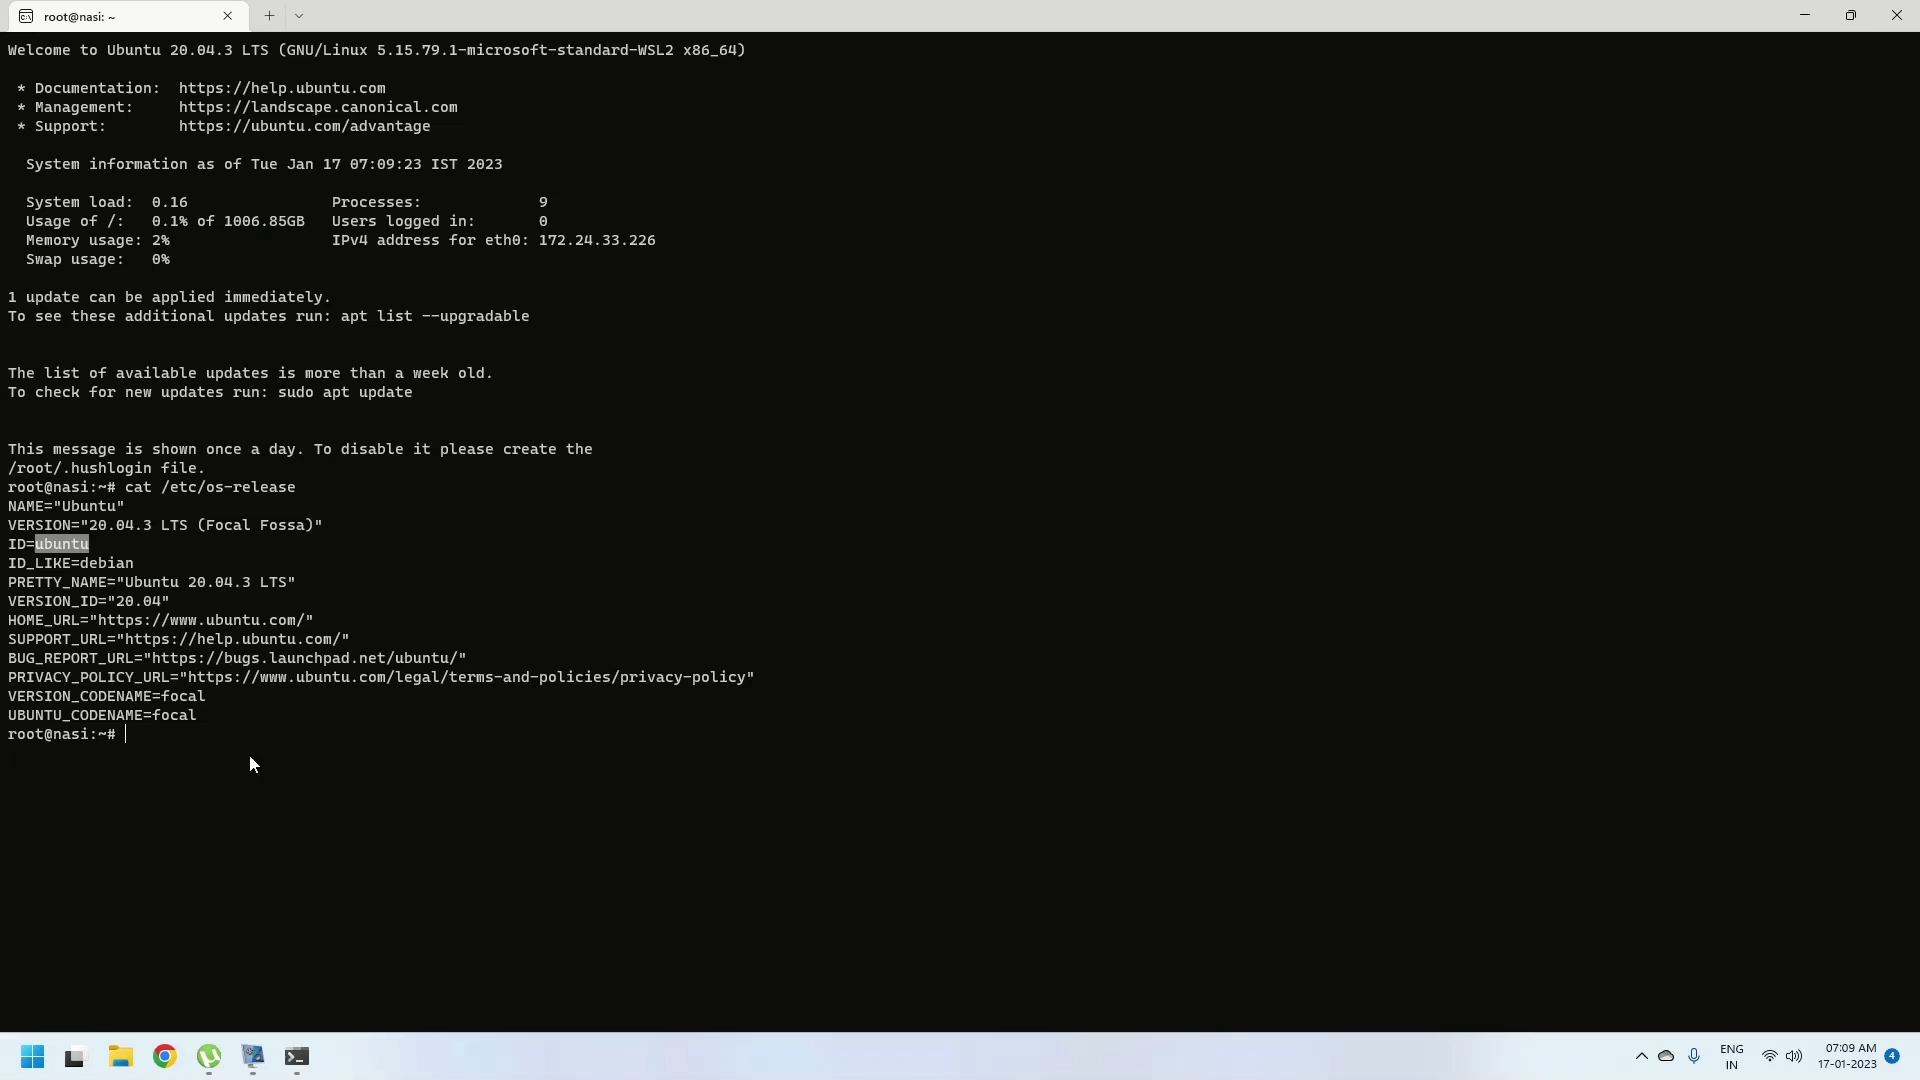 root@nasi: ~
Welcome to Ubuntu 20.04.3 LTS (GNU/Linux 5.15.79.1-microsoft-standard-WSL2 x86_64)
* Documentation:  https://help.ubuntu.com
* Management:     https://landscape.canonical.com
* Support:        https://ubuntu.com/advantage
System information as of Tue Jan 17 07:09:23 IST 2023
System load:  0.16                Processes:             9
Usage of /:   0.1% of 1006.85GB   Users logged in:       0
Memory usage: 2%                  IPv4 address for eth0: 172.24.33.226
Swap usage:   0%
1 update can be applied immediately.
To see these additional updates run: apt list --upgradable
The list of available updates is more than a week old.
To check for new updates run: sudo apt update
This message is shown once a day. To disable it please create the
/root/.hushlogin file.
root@nasi:~# cat /etc/os-release
NAME="Ubuntu"
VERSION="20.04.3 LTS (Focal Fossa)"
ID=ubuntu
ID_LIKE=debian
PRETTY_NAME="Ubuntu 20.04.3 LTS"
VERSION_ID="20.04"
HOME_URL="https://www.ubuntu.com/"
SUPPORT_URL="https://help.ubuntu.com/"
BUG_REPORT_URL="https://bugs.launchpad.net/ubuntu/"
PRIVACY_POLICY_URL="https://www.ubuntu.com/legal/terms-and-policies/privacy-policy"
VERSION_CODENAME=focal
UBUNTU_CODENAME=focal
root@nasi:~#
ENG
IN
07:09 AM
17-01-2023
4